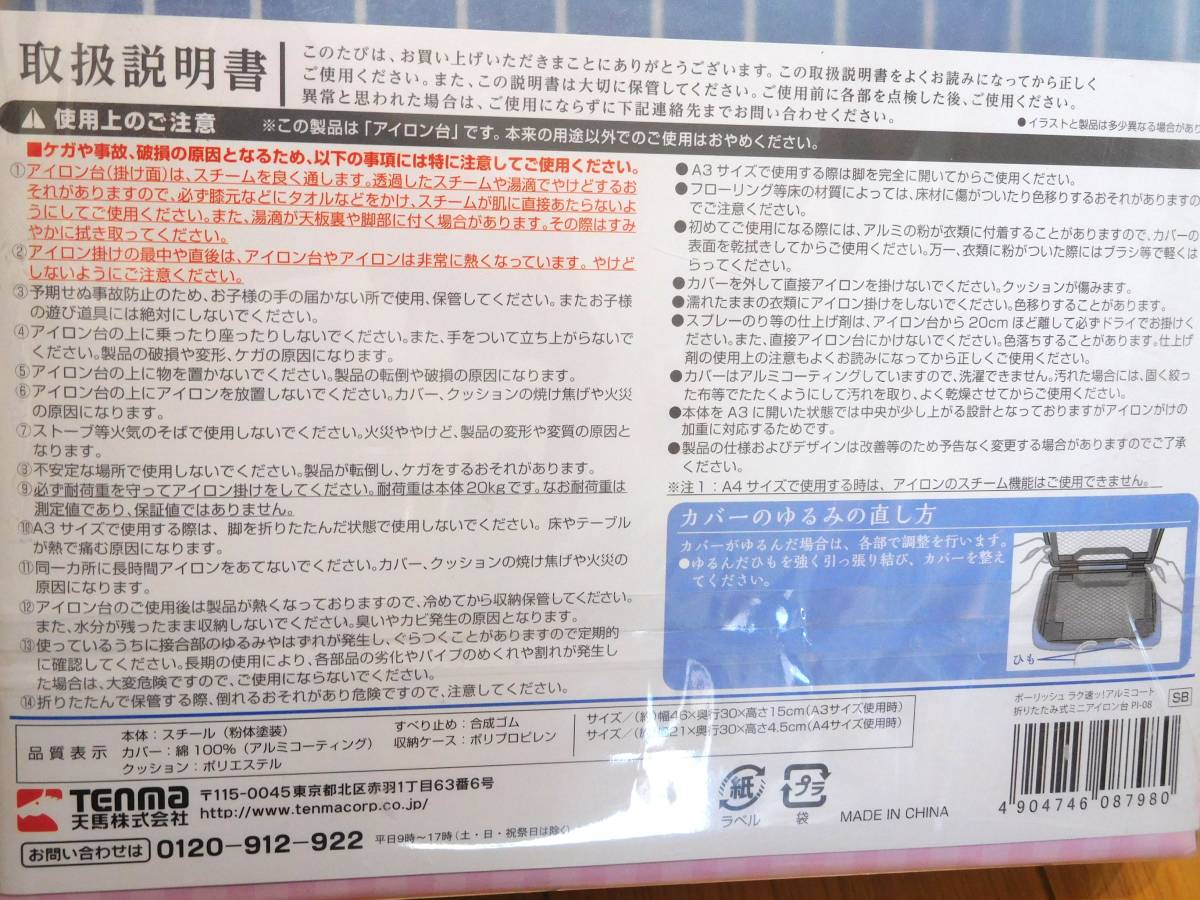 取扱説明書
このたびは、お買い上げいただきまことにありがとうございます。この取扱説明書をよくお読みになってから正しく
ご使用ください。また、この説明書は大切に保管してください。ご使用前に各部を点検した後、ご使用ください。
異常と思われた場合は、ご使用にならずに下記連絡先までお問い合わせください。
●イラストと製品は多少異なる場合があり
使用上のご注意 ※この製品は「アイロン台」です。本来の用途以外でのご使用はおやめください。
■ケガや事故、破損の原因となるため、以下の事項には特に注意してご使用ください。
①アイロン台(掛け面)は、スチームを良く通します。透過したスチームや湯滴でやけどするお
それがありますので、必ず膝元などにタオルなどをかけ、スチームが肌に直接あたらないよ
うにしてご使用ください。また、湯滴が天板裏や脚部に付く場合があります。その際はすみ
やかに拭き取ってください。
②アイロン掛けの最中や直後は、アイロン台やアイロンは非常に熱くなっています。やけど
しないようにご注意ください。
③予期せぬ事故防止のため、お子様の手の届かない所で使用、保管してください。またお子様
の遊び道具には絶対にしないでください。
④アイロン台の上に乗ったり座ったりしないでください。また、手をついて立ち上がらないで
ください。製品の破損や変形、ケガの原因になります。
⑤アイロン台の上に物を置かないでください。製品の転倒や破損の原因になります。
⑥アイロン台の上にアイロンを放置しないでください。カバー、クッションの焼け焦げや火災
の原因になります。
⑦ストーブ等火気のそばで使用しないでください。火災ややけど、製品の変形や変質の原因と
なります。
⑧不安定な場所で使用しないでください。製品が転倒し、ケガをするおそれがあります。
⑨必ず耐荷重を守ってアイロン掛けをしてください。耐荷重は本体20kgです。なお耐荷重は
測定値であり、保証値ではありません。
⑩A3サイズで使用する際は、脚を折りたたんだ状態で使用しないでください。床やテーブル
が熱で痛む原因になります。
⑪同一カ所に長時間アイロンをあてないでください。カバー、クッションの焼け焦げや火災の
原因になります。
⑫アイロン台のご使用後は製品が熱くなっておりますので、冷めてから収納保管してください。
また、水分が残ったまま収納しないでください。臭いやカビ発生の原因となります。
⑬使っているうちに接合部のゆるみやはずれが発生し、ぐらつくことがありますので定期的
に確認してください。長期の使用により、各部品の劣化やパイプのめくれや割れが発生し
た場合は、大変危険ですので、ご使用にならないでください。
⑭折りたたんで保管する際、倒れるおそれがあり危険ですので、注意してください。
●A3サイズで使用する際は脚を完全に開いてからご使用ください。
●フローリング等床の材質によっては、床材に傷がついたり色移りするおそれがありますの
でご注意ください。
●初めてご使用になる際には、アルミの粉が衣類に付着することがありますので、カバーの
表面を乾拭きしてからご使用ください。万一、衣類に粉がついた際にはブラシ等で軽くは
らってください。
●カバーを外して直接アイロンを掛けないでください。クッションが傷みます。
●濡れたままの衣類にアイロン掛けをしないでください。色移りすることがあります。
●スプレーのり等の仕上げ剤は、アイロン台から20cmほど離して必ずドライでお掛けく
ださい。また、直接アイロン台にかけないでください。色落ちすることがあります。仕上げ
剤の使用上の注意もよくお読みになってから正しくご使用ください。
●カバーはアルミコーティングしていますので、洗濯できません。汚れた場合には、固く絞っ
た布等でたたくようにして汚れを取り、よく乾燥させてからご使用ください。
●本体をA3に開いた状態では中央が少し上がる設計となっておりますがアイロンがけの
加重に対応するためです。
●製品の仕様およびデザインは改善等のため予告なく変更する場合がありますのでご了承
ください。
※注1：A4サイズで使用する時は、アイロンのスチーム機能はご使用できません。
カバーのゆるみの直し方
カバーがゆるんだ場合は、各部で調整を行います。
●ゆるんだひもを強く引っ張り結び、カバーを整え
てください。
ひも
品質表示
本体：スチール（粉体塗装）
カバー：綿100%（アルミコーティング）
クッション：ポリエステル
すべり止め：合成ゴム
収納ケース：ポリプロピレン
サイズ／(約)幅46×奥行30×高さ15cm(A3サイズ使用時)
サイズ／(約)幅21×奥行30×高さ4.5cm(A4サイズ使用時)
ポーリッシュ ラク速ッ!アルミコート
折りたたみ式ミニアイロン台 PI-08
SB
4 904746 087980
TENMA
天馬株式会社
〒115-0045東京都北区赤羽1丁目63番6号
http://www.tenmacorp.co.jp/
お問い合わせは 0120-912-922 平日9時〜17時(土・日・祝祭日は除く)
紙
ラベル
プラ
袋
MADE IN CHINA